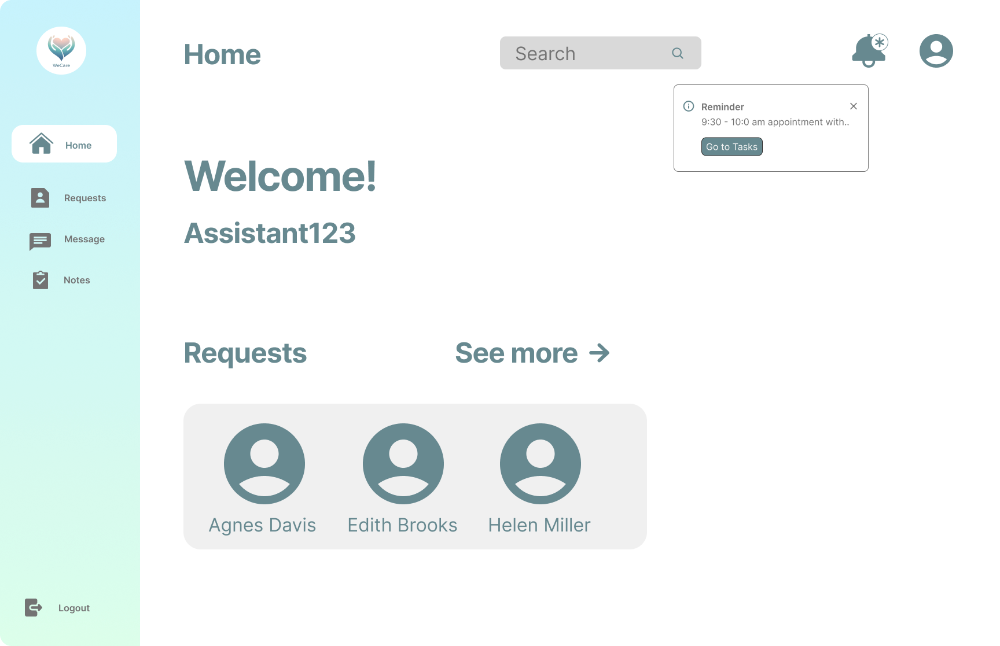 WeCare
Home
Requests
Message
Notes
Logout
Home
Search
Reminder
9:30 - 10:0 am appointment with..
Go to Tasks
Welcome!
Assistant123
Requests
See more
Agnes Davis
Edith Brooks
Helen Miller